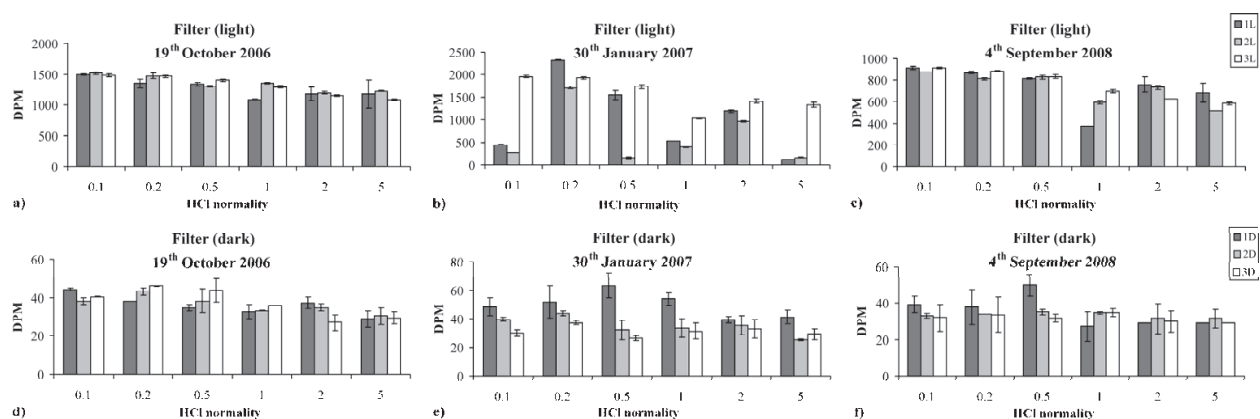 Filter (light)
19th October 2006
2000
1500
1000
500
0
DPM
0.1 0.2 0.5 1 2 5
a) HCl normality
Filter (light)
30th January 2007
2500
2000
1500
1000
500
0
DPM
0.1 0.2 0.5 1 2 5
b) HCl normality
Filter (light)
4th September 2008
1000
800
600
400
200
0
DPM
0.1 0.2 0.5 1 2 5
c) HCl normality
1L
2L
3L
Filter (dark)
19th October 2006
60
40
20
0
DPM
0.1 0.2 0.5 1 2 5
d) HCl normality
Filter (dark)
30th January 2007
80
60
40
20
0
DPM
0.1 0.2 0.5 1 2 5
e) HCl normality
Filter (dark)
4th September 2008
60
40
20
0
DPM
0.1 0.2 0.5 1 2 5
f) HCl normality
1D
2D
3D